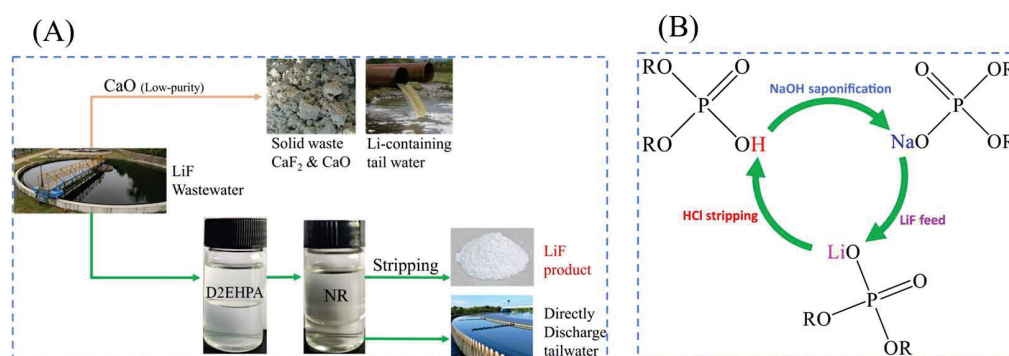 (A)
CaO (Low-purity)
Solid waste
CaF₂ & CaO
Li-containing
tail water
LiF
Wastewater
D2EHPA
NR
Stripping
LiF
product
Directly
Discharge
tailwater
(B)
RO
O
P
RO
OH
NaOH saponification
O
OR
P
NaO
OR
HCl stripping
LiF feed
LiO
P
O
RO
OR